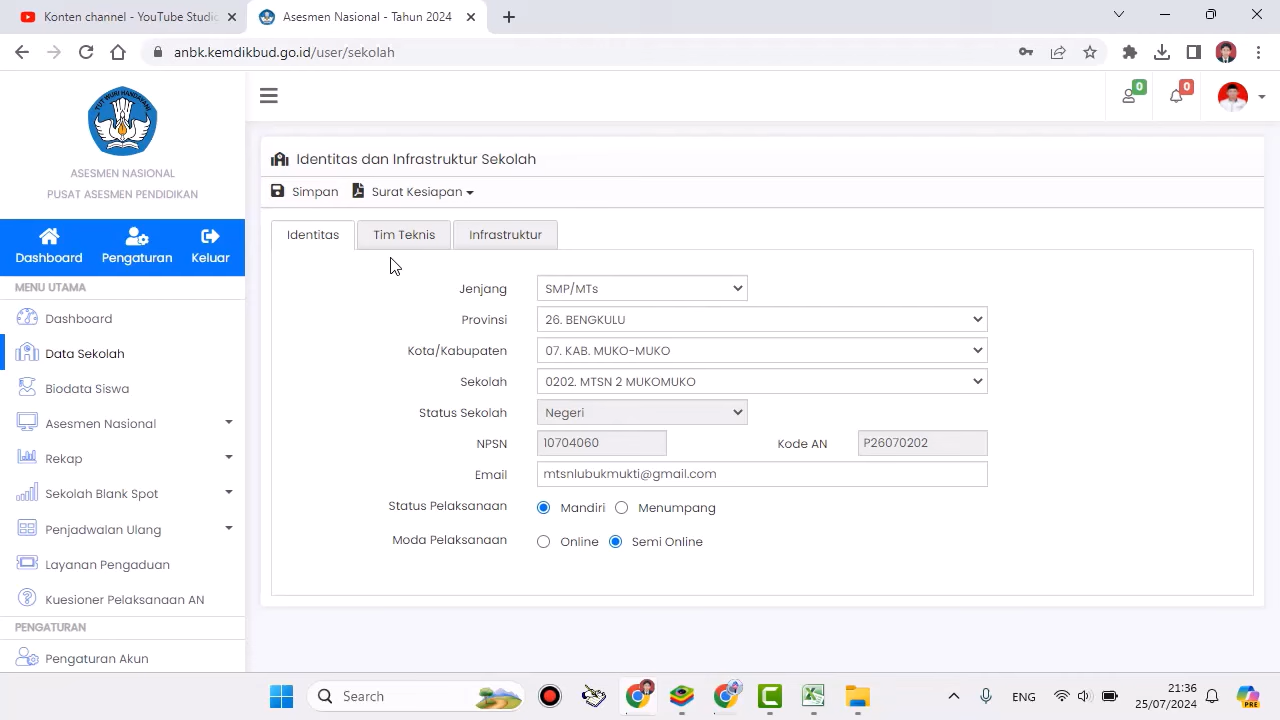 Konten channel - YouTube Studio
Asesmen Nasional - Tahun 2024
anbk.kemdikbud.go.id/user/sekolah
ASESMEN NASIONAL
PUSAT ASESMEN PENDIDIKAN
0
0
Dashboard
Pengaturan
Keluar
MENU UTAMA
Dashboard
Data Sekolah
Biodata Siswa
Asesmen Nasional
Rekap
Sekolah Blank Spot
Penjadwalan Ulang
Layanan Pengaduan
Kuesioner Pelaksanaan AN
PENGATURAN
Pengaturan Akun
Identitas dan Infrastruktur Sekolah
Simpan Surat Kesiapan
Identitas Tim Teknis Infrastruktur
Jenjang SMP/MTs
Provinsi 26. BENGKULU
Kota/Kabupaten 07. KAB. MUKO-MUKO
Sekolah 0202. MTSN 2 MUKOMUKO
Status Sekolah Negeri
NPSN 10704060 Kode AN P26070202
Email mtsnlubukmukti@gmail.com
Status Pelaksanaan Mandiri Menumpang
Moda Pelaksanaan Online Semi Online
Search
ENG
21:36
25/07/2024
PRE